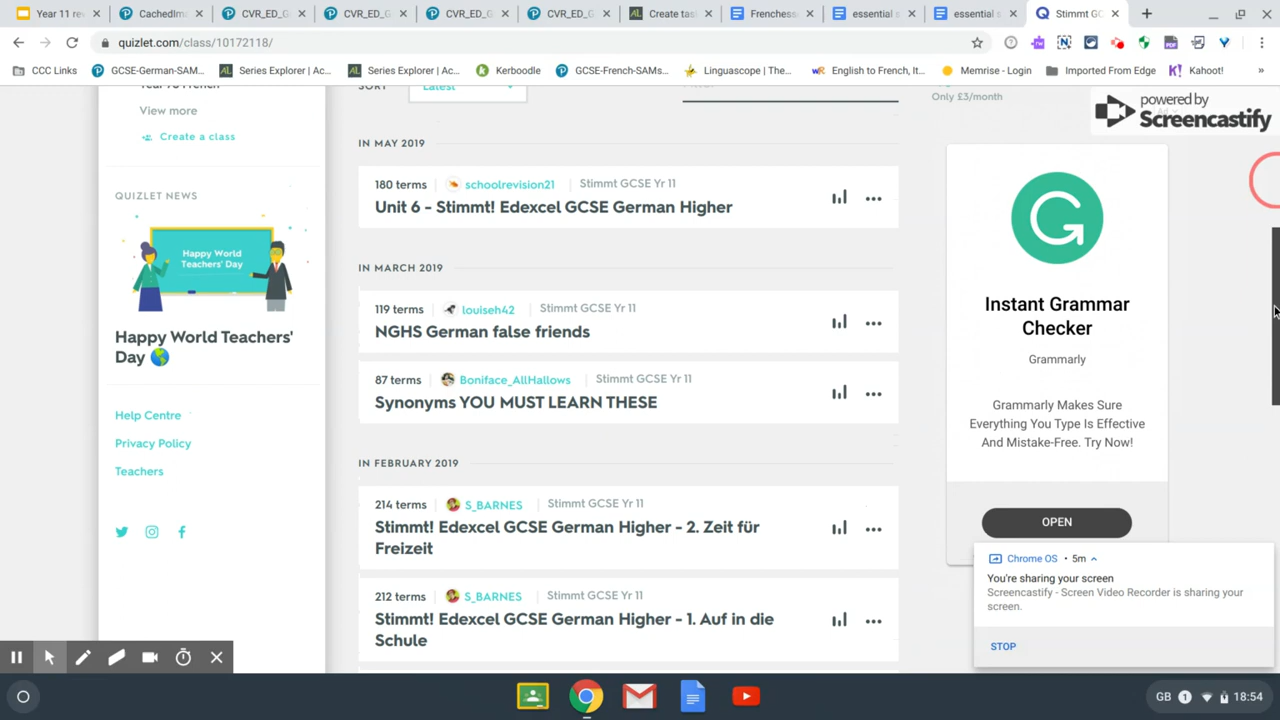 Year 11 rev
CachedIma
CVR_ED_G
CVR_ED_G
CVR_ED_G
CVR_ED_G
Create tas
Frenchess
essential s
essential s
Stimmt GC
quizlet.com/class/10172118/
CCC Links
GCSE-German-SAM...
Series Explorer | Ac...
Series Explorer | Ac...
Kerboodle
GCSE-French-SAMs...
Linguascope | The...
English to French, It...
Memrise - Login
Imported From Edge
Kahoot!
»
View more
Create a class
QUIZLET NEWS
Happy World
Teachers' Day
Happy World Teachers'
Day
Help Centre
Privacy Policy
Teachers
SORT
Latest
IN MAY 2019
180 terms schoolrevision21 Stimmt GCSE Yr 11
Unit 6 - Stimmt! Edexcel GCSE German Higher
IN MARCH 2019
119 terms louiseh42 Stimmt GCSE Yr 11
NGHS German false friends
87 terms Boniface_AllHallows Stimmt GCSE Yr 11
Synonyms YOU MUST LEARN THESE
IN FEBRUARY 2019
214 terms S_BARNES Stimmt GCSE Yr 11
Stimmt! Edexcel GCSE German Higher - 2. Zeit für
Freizeit
212 terms S_BARNES Stimmt GCSE Yr 11
Stimmt! Edexcel GCSE German Higher - 1. Auf in die
Schule
Only £3/month
powered by
Screencastify
Instant Grammar
Checker
Grammarly
Grammarly Makes Sure
Everything You Type Is Effective
And Mistake-Free. Try Now!
OPEN
Chrome OS • 5m
You're sharing your screen
Screencastify - Screen Video Recorder is sharing your
screen.
STOP
GB 1 18:54